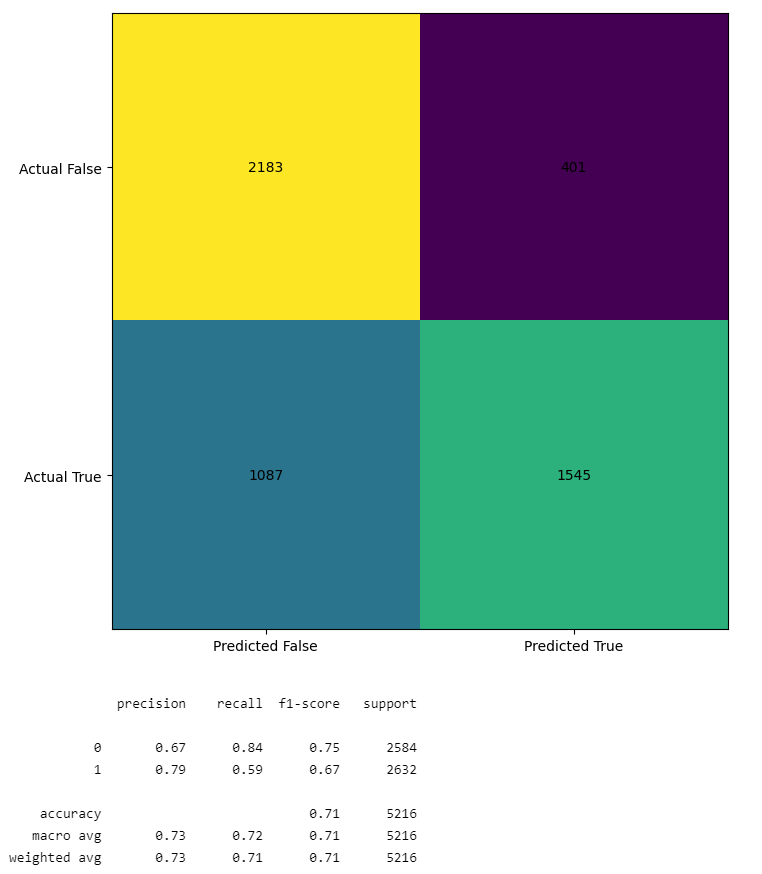 Actual False
2183 401
Actual True
1087 1545
Predicted False Predicted True
precision recall f1-score support
0 0.67 0.84 0.75 2584
1 0.79 0.59 0.67 2632
accuracy 0.71 5216
macro avg 0.73 0.72 0.71 5216
weighted avg 0.73 0.71 0.71 5216